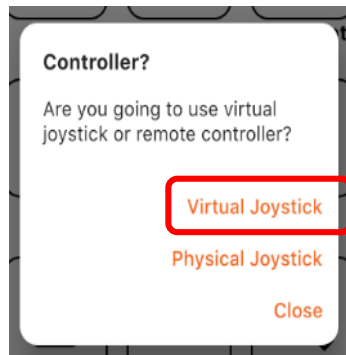 Controller?
Are you going to use virtual
joystick or remote controller?
Virtual Joystick
Physical Joystick
Close